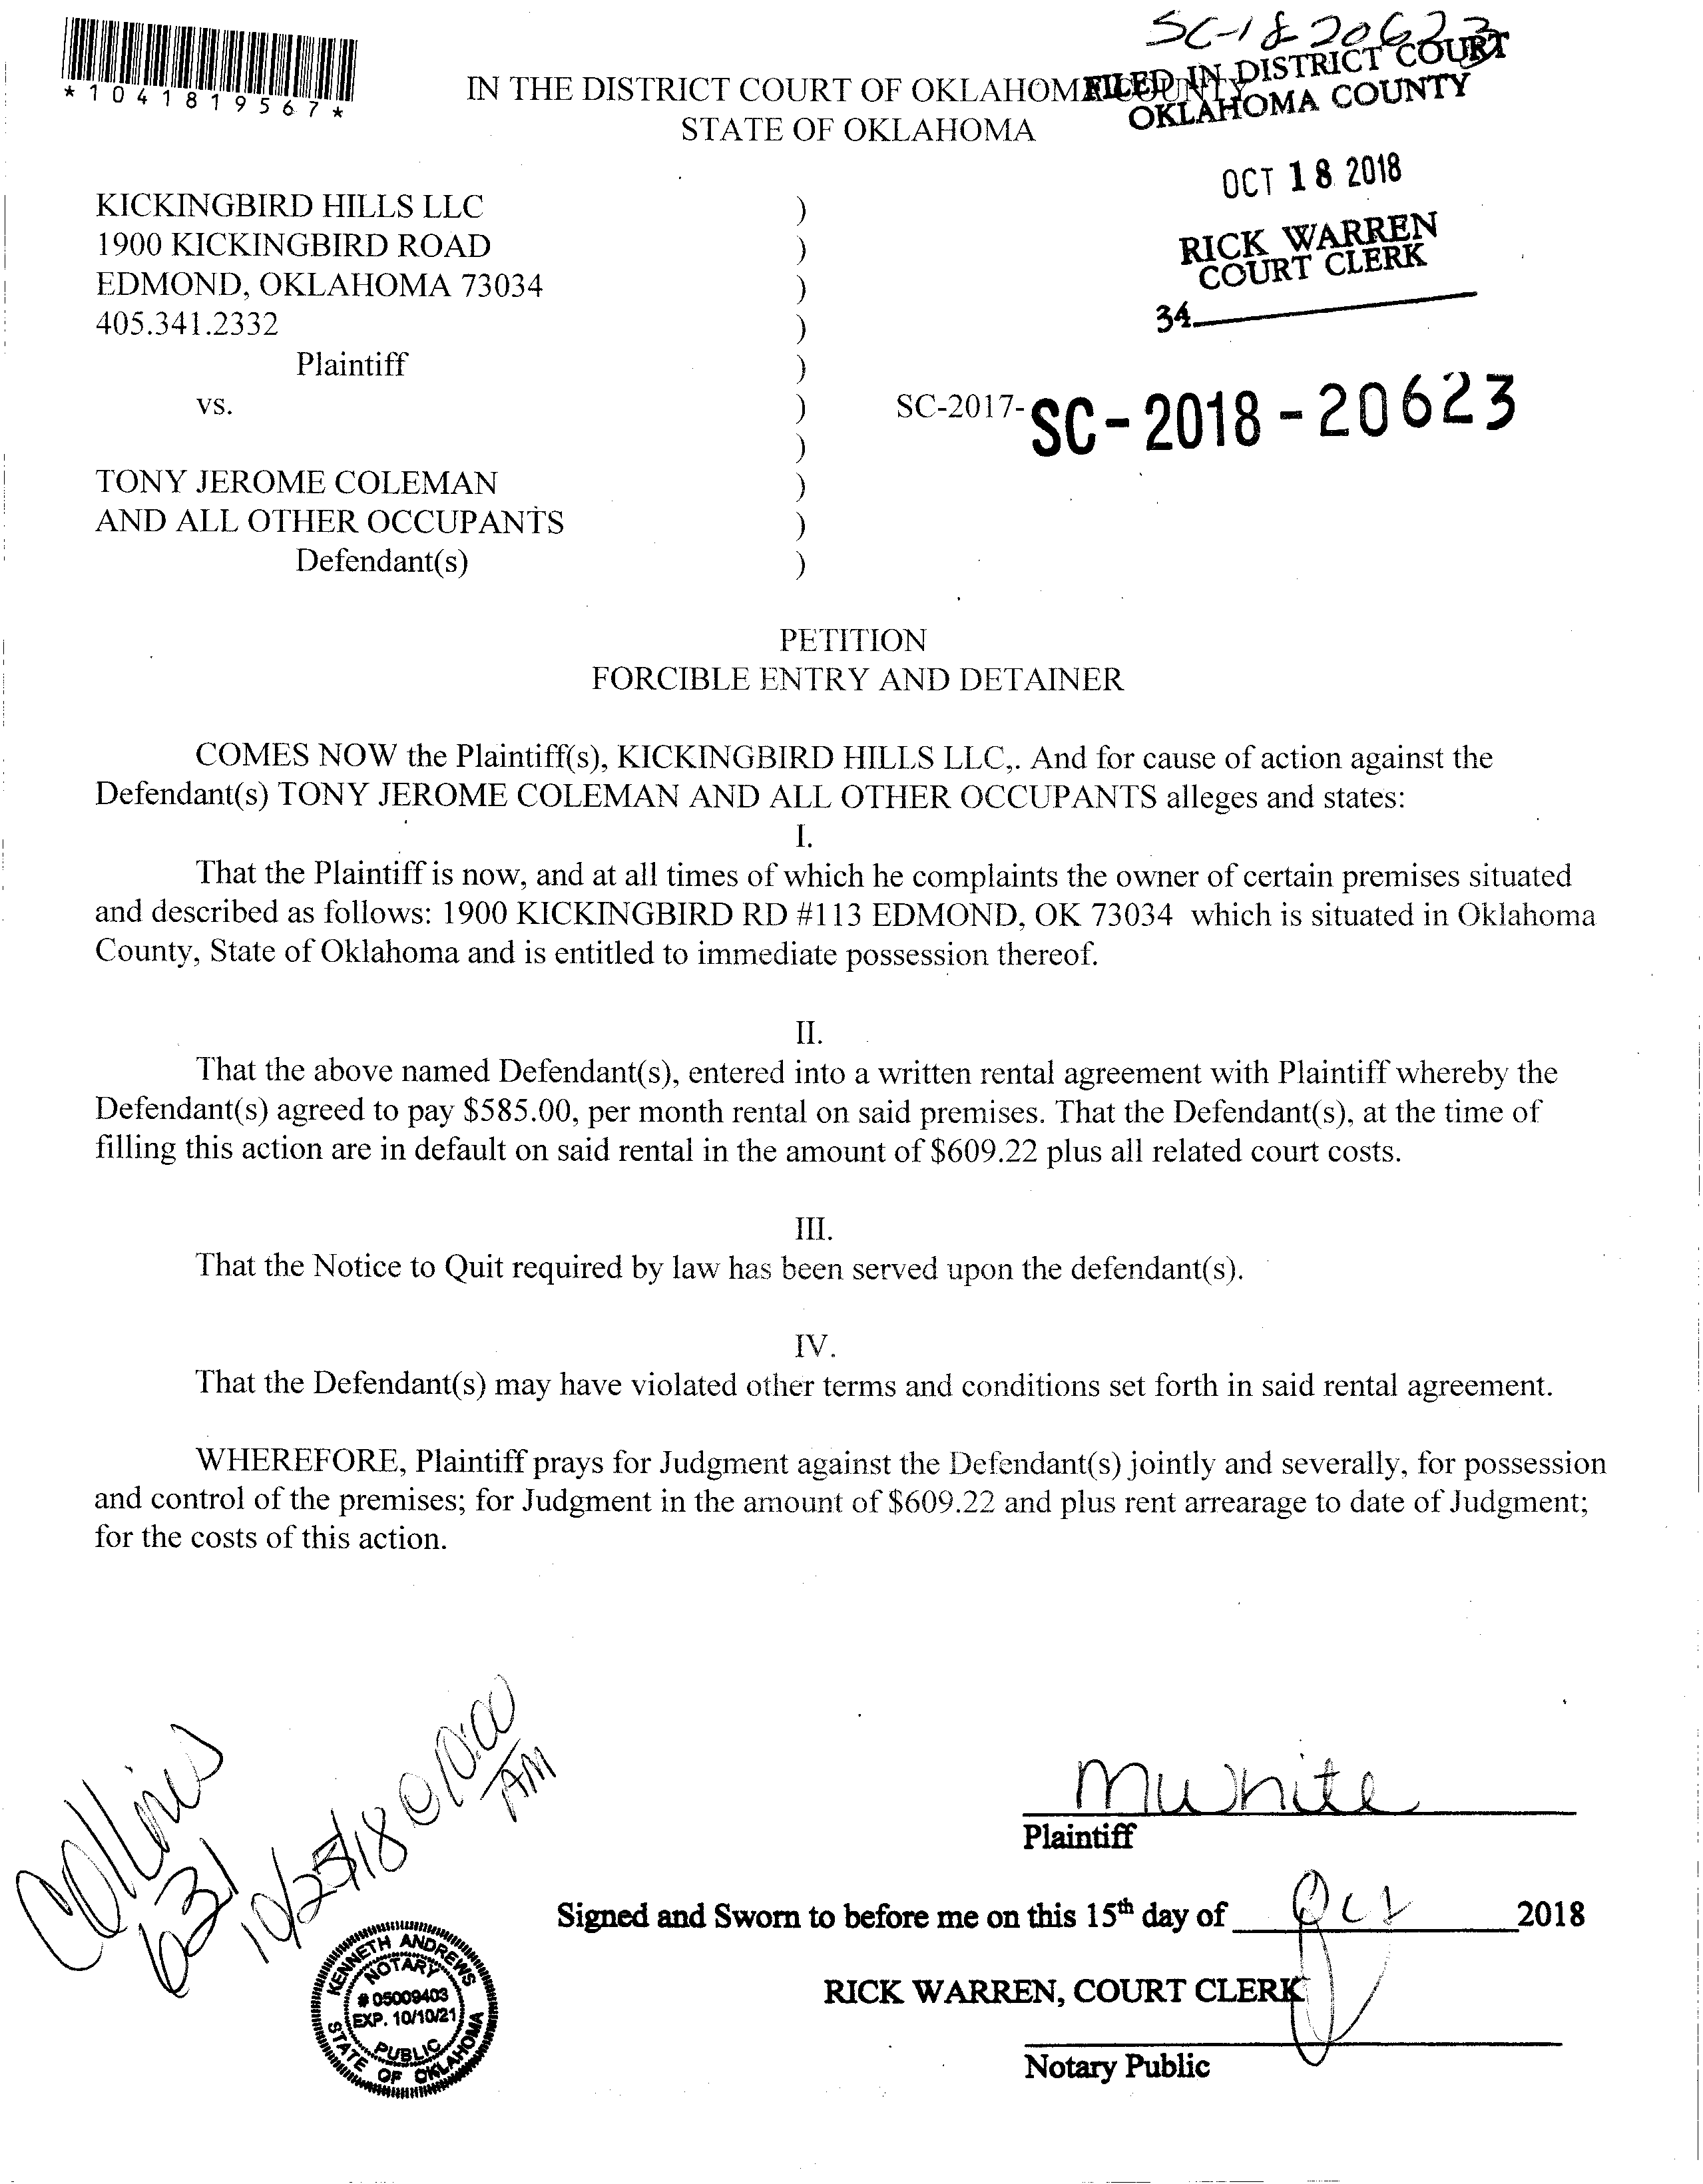 SC-18 20623
*1041819567*
IN THE DISTRICT COURT OF OKLAHOMA COUNTY
STATE OF OKLAHOMA
FILED IN DISTRICT COURT
OKLAHOMA COUNTY
OCT 18 2018
RICK WARREN
COURT CLERK
34
KICKINGBIRD HILLS LLC )
1900 KICKINGBIRD ROAD )
EDMOND, OKLAHOMA 73034 )
405.341.2332 )
Plaintiff )
vs. ) SC-2017- SC-2018-20623
)
TONY JEROME COLEMAN )
AND ALL OTHER OCCUPANTS )
Defendant(s) )
PETITION
FORCIBLE ENTRY AND DETAINER
COMES NOW the Plaintiff(s), KICKINGBIRD HILLS LLC,. And for cause of action against the
Defendant(s) TONY JEROME COLEMAN AND ALL OTHER OCCUPANTS alleges and states:
I.
That the Plaintiff is now, and at all times of which he complaints the owner of certain premises situated
and described as follows: 1900 KICKINGBIRD RD #113 EDMOND, OK 73034 which is situated in Oklahoma
County, State of Oklahoma and is entitled to immediate possession thereof.
II.
That the above named Defendant(s), entered into a written rental agreement with Plaintiff whereby the
Defendant(s) agreed to pay $585.00, per month rental on said premises. That the Defendant(s), at the time of
filling this action are in default on said rental in the amount of $609.22 plus all related court costs.
III.
That the Notice to Quit required by law has been served upon the defendant(s).
IV.
That the Defendant(s) may have violated other terms and conditions set forth in said rental agreement.
WHEREFORE, Plaintiff prays for Judgment against the Defendant(s) jointly and severally, for possession
and control of the premises; for Judgment in the amount of $609.22 and plus rent arrearage to date of Judgment;
for the costs of this action.
Collins
631
10/25/18 @ 10:00
AM
MWhite
Plaintiff
Signed and Sworn to before me on this 15th day of Oct 2018
RICK WARREN, COURT CLERK
Notary Public
KENNETH ANDREWS
NOTARY
# 05009403
EXP. 10/10/21
PUBLIC
STATE OF OKLAHOMA